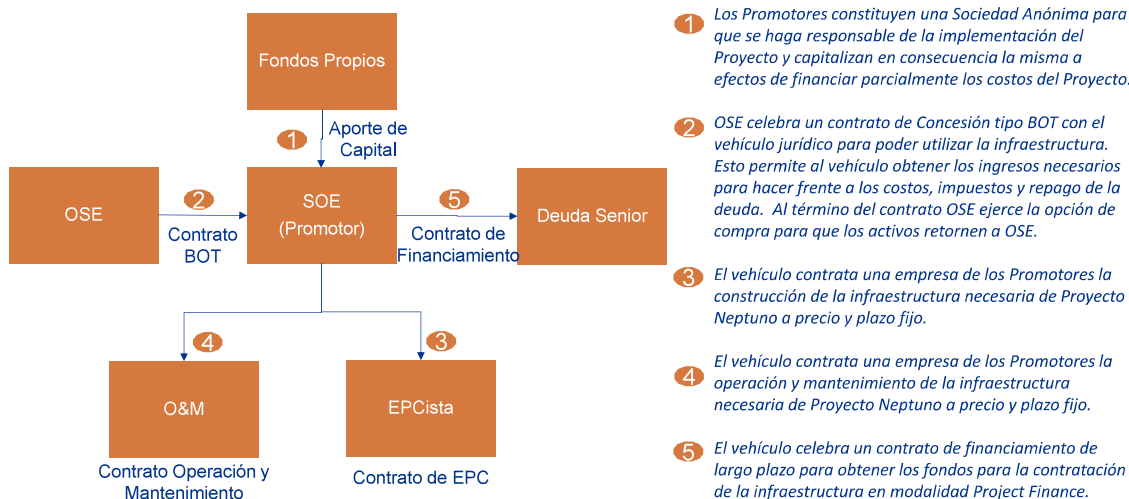 Fondos Propios
1
Aporte de
Capital
OSE
2
Contrato
BOT
SOE
(Promotor)
5
Contrato de
Financiamiento
Deuda Senior
4
3
O&M
EPCista
Contrato Operación y
Mantenimiento
Contrato de EPC
1
Los Promotores constituyen una Sociedad Anónima para
que se haga responsable de la implementación del
Proyecto y capitalizan en consecuencia la misma a
efectos de financiar parcialmente los costos del Proyecto.
2
OSE celebra un contrato de Concesión tipo BOT con el
vehículo jurídico para poder utilizar la infraestructura.
Esto permite al vehículo obtener los ingresos necesarios
para hacer frente a los costos, impuestos y repago de la
deuda. Al término del contrato OSE ejerce la opción de
compra para que los activos retornen a OSE.
3
El vehículo contrata una empresa de los Promotores la
construcción de la infraestructura necesaria de Proyecto
Neptuno a precio y plazo fijo.
4
El vehículo contrata una empresa de los Promotores la
operación y mantenimiento de la infraestructura
necesaria de Proyecto Neptuno a precio y plazo fijo.
5
El vehículo celebra un contrato de financiamiento de
largo plazo para obtener los fondos para la contratación
de la infraestructura en modalidad Project Finance.